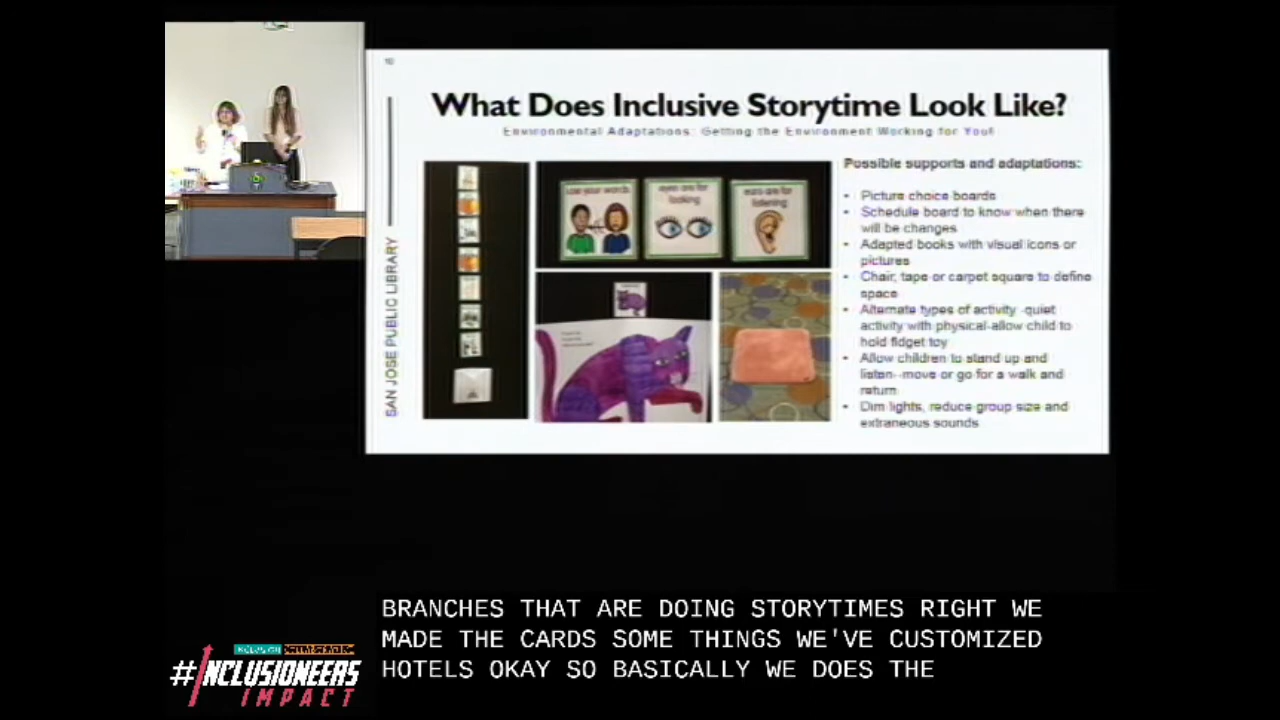 10
What Does Inclusive Storytime Look Like?
Environmental Adaptations: Getting the Environment Working for You!
SAN JOSE PUBLIC LIBRARY
use your words
eyes are for
looking
ears are for
listening
Possible supports and adaptations:
• Picture choice boards
• Schedule board to know when there
will be changes
• Adapted books with visual icons or
pictures
• Chair, tape or carpet square to define
space
• Alternate types of activity -quiet
activity with physical-allow child to
hold fidget toy
• Allow children to stand up and
listen--move or go for a walk and
return
• Dim lights, reduce group size and
extraneous sounds
#INCLUSIONEERS
IMPACT
BRANCHES THAT ARE DOING STORYTIMES RIGHT WE
MADE THE CARDS SOME THINGS WE'VE CUSTOMIZED
HOTELS OKAY SO BASICALLY WE DOES THE